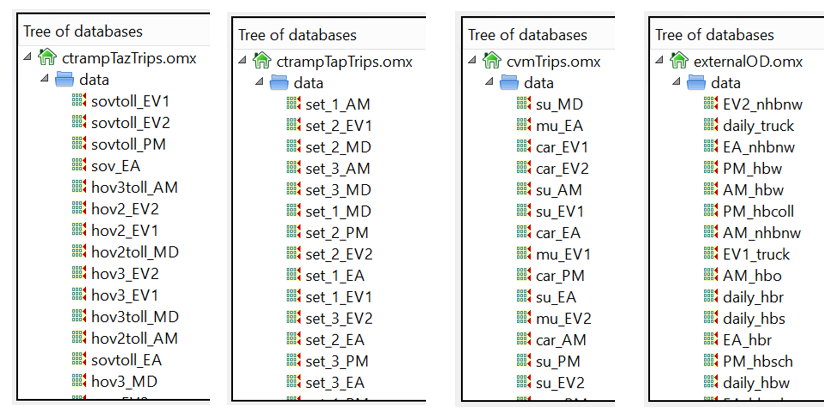 Tree of databases
ctrampTazTrips.omx
data
sovtoll_EV1
sovtoll_EV2
sovtoll_PM
sov_EA
hov3toll_AM
hov2_EV2
hov2_EV1
hov2toll_MD
hov3_EV2
hov3_EV1
hov3toll_MD
hov2toll_AM
sovtoll_EA
hov3_MD
Tree of databases
ctrampTapTrips.omx
data
set_1_AM
set_2_EV1
set_2_MD
set_3_AM
set_3_MD
set_1_MD
set_2_PM
set_2_EV2
set_1_EA
set_1_EV1
set_3_EV2
set_2_EA
set_3_PM
set_3_EA
Tree of databases
cvmTrips.omx
data
su_MD
mu_EA
car_EV1
car_EV2
su_AM
su_EV1
car_EA
mu_EV1
car_PM
su_EA
mu_EV2
car_AM
su_PM
su_EV2
Tree of databases
externalOD.omx
data
EV2_nhbnw
daily_truck
EA_nhbnw
PM_hbw
AM_hbw
PM_hbcoll
AM_nhbnw
EV1_truck
AM_hbo
daily_hbr
daily_hbs
EA_hbr
PM_hbsch
daily_hbw